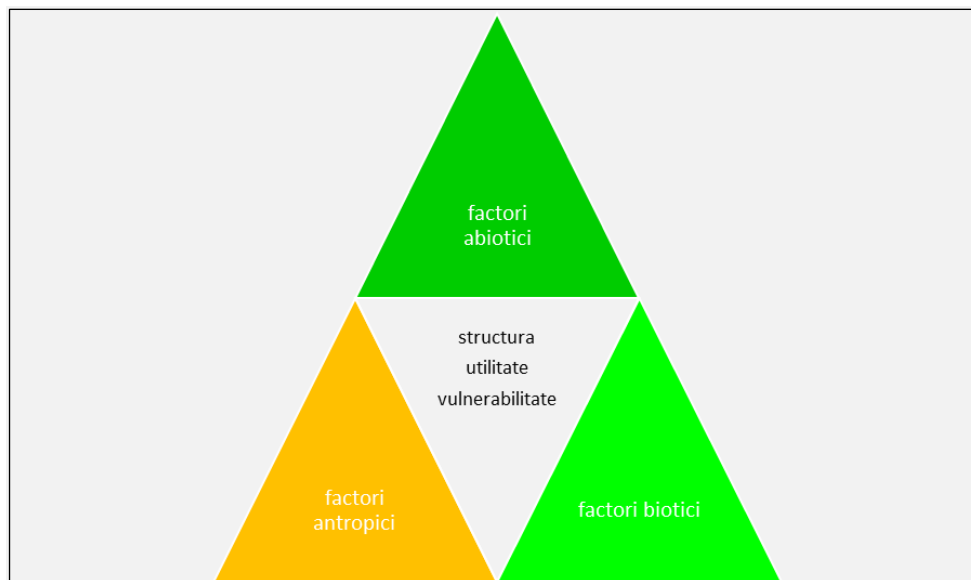 factori
abiotici
structura
utilitate
vulnerabilitate
factori
antropici
factori biotici